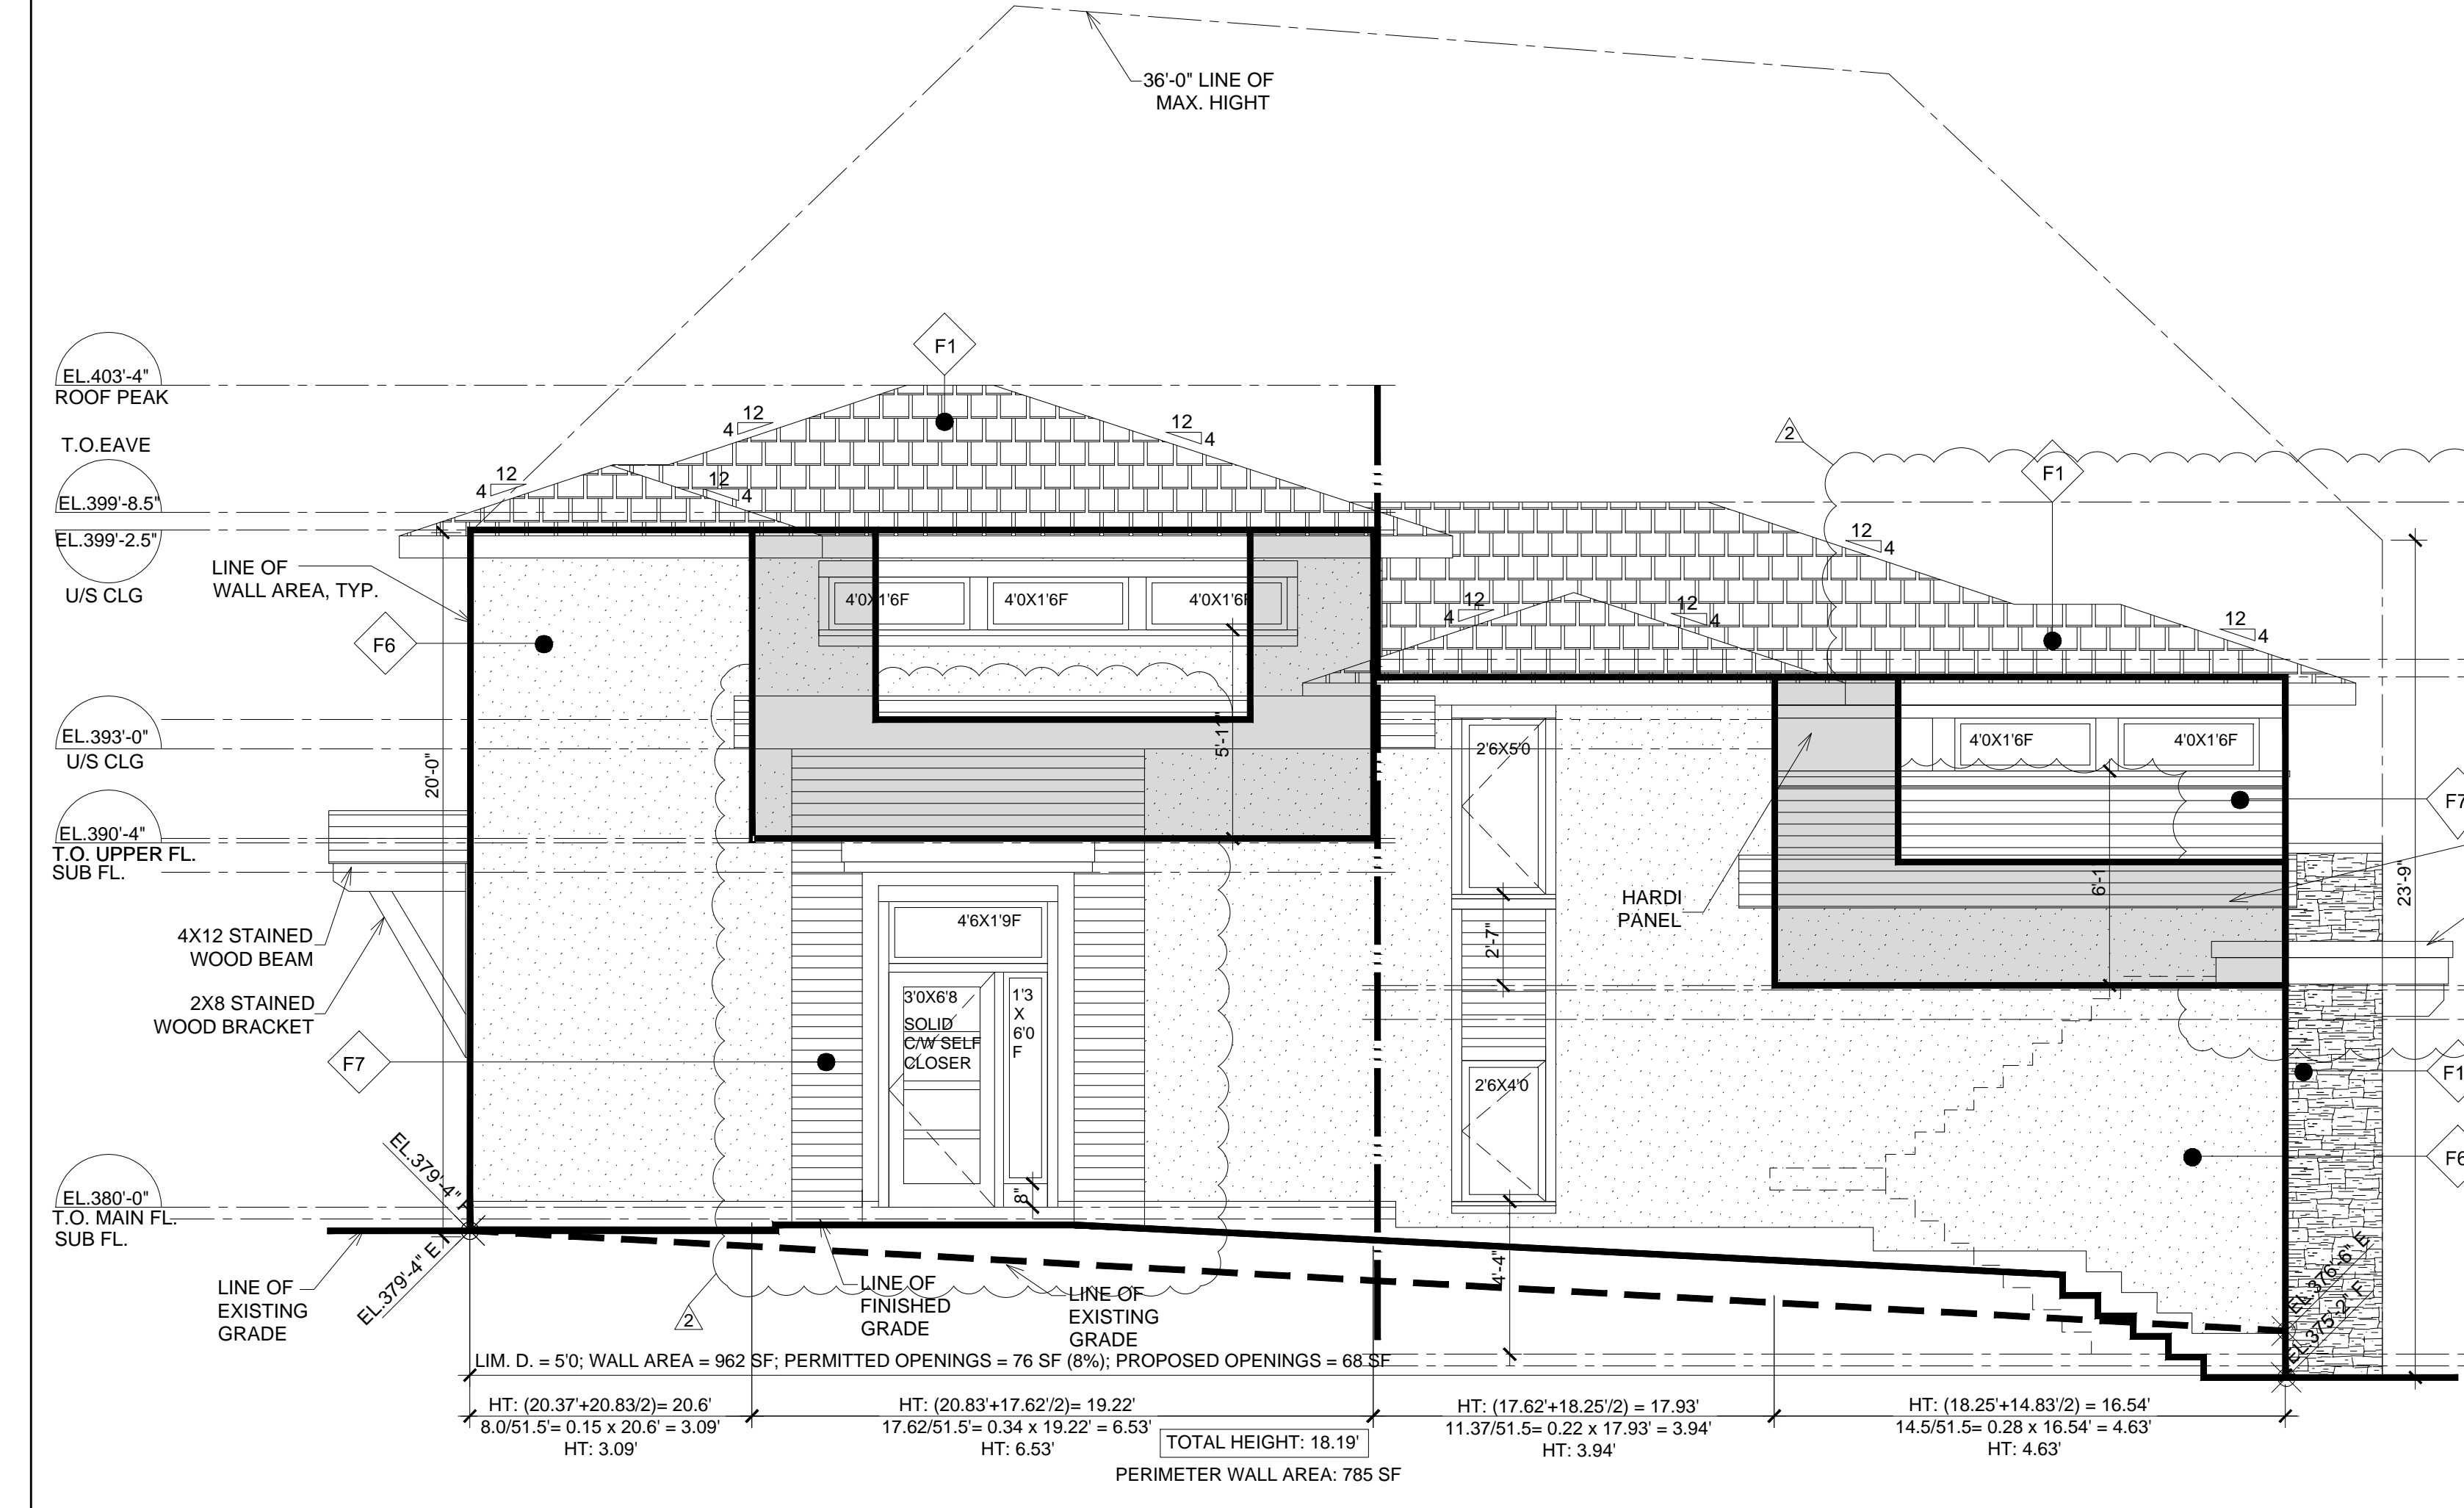 36'-0" LINE OF
MAX. HIGHT
F1
EL.403'-4"
ROOF PEAK
T.O.EAVE
EL.399'-8.5"
EL.399'-2.5"
U/S CLG
12
4
12
4
12
4
12
4
2
F1
12
4
12
4
12
4
12
4
LINE OF
WALL AREA, TYP.
F6
4'0X1'6F
4'0X1'6F
4'0X1'6F
EL.393'-0"
U/S CLG
20'-0"
5'-11"
2'6X5'0
4'0X1'6F
4'0X1'6F
F7
EL.390'-4"
T.O. UPPER FL.
SUB FL.
HARDI
PANEL
23'-9"
4X12 STAINED
WOOD BEAM
4'6X1'9F
2'-7"
2X8 STAINED
WOOD BRACKET
3'0X6'8
SOLID
C/W SELF
CLOSER
1'3
X
6'0
F
F7
2'6X4'0
F6
EL.380'-0"
T.O. MAIN FL.
SUB FL.
EL.379'-4" F
EL.379'-4" E
8"
4'-4"
EL.376'-6" E
EL.375'-2" F
LINE OF
EXISTING
GRADE
2
LINE OF
FINISHED
GRADE
LINE OF
EXISTING
GRADE
LIM. D. = 5'0; WALL AREA = 962 SF; PERMITTED OPENINGS = 76 SF (8%); PROPOSED OPENINGS = 68 SF
HT: (20.37'+20.83/2)= 20.6'
8.0/51.5'= 0.15 x 20.6' = 3.09'
HT: 3.09'
HT: (20.83'+17.62'/2)= 19.22'
17.62/51.5'= 0.34 x 19.22' = 6.53'
HT: 6.53'
TOTAL HEIGHT: 18.19'
PERIMETER WALL AREA: 785 SF
HT: (17.62'+18.25'/2) = 17.93'
11.37/51.5= 0.22 x 17.93' = 3.94'
HT: 3.94'
HT: (18.25'+14.83'/2) = 16.54'
14.5/51.5= 0.28 x 16.54' = 4.63'
HT: 4.63'